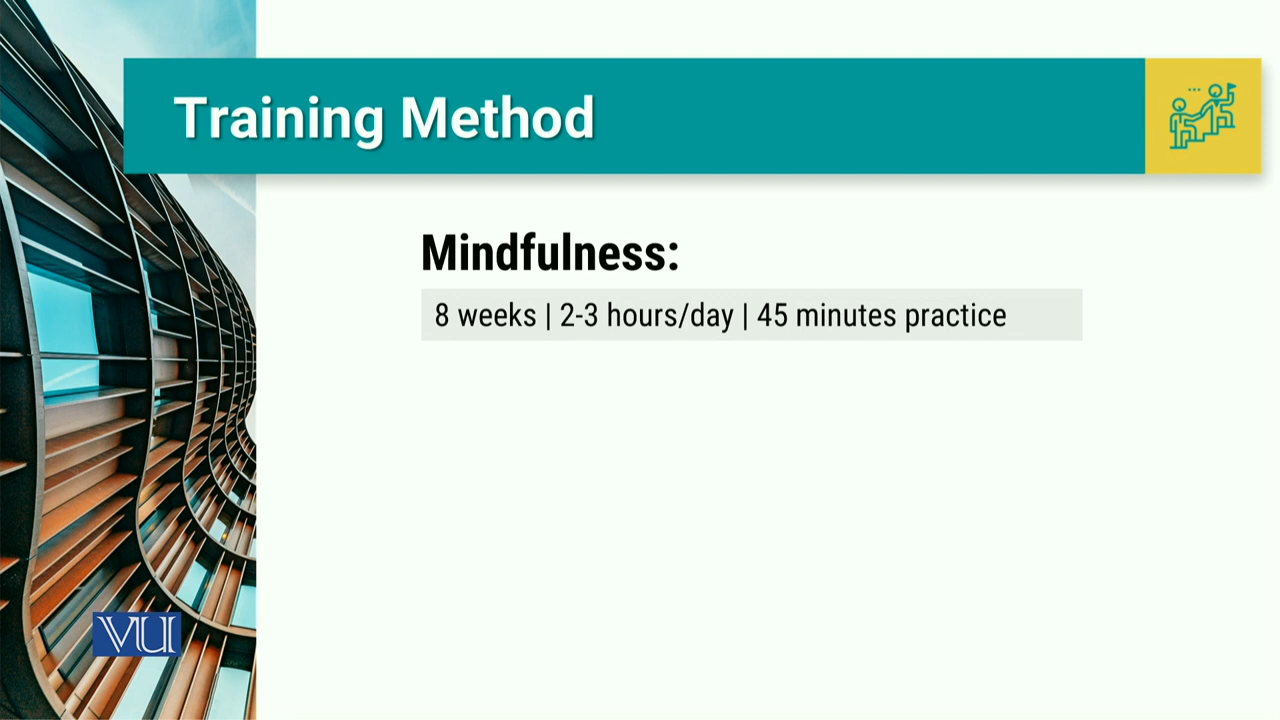 Training Method
Mindfulness:
8 weeks | 2-3 hours/day | 45 minutes practice
VU